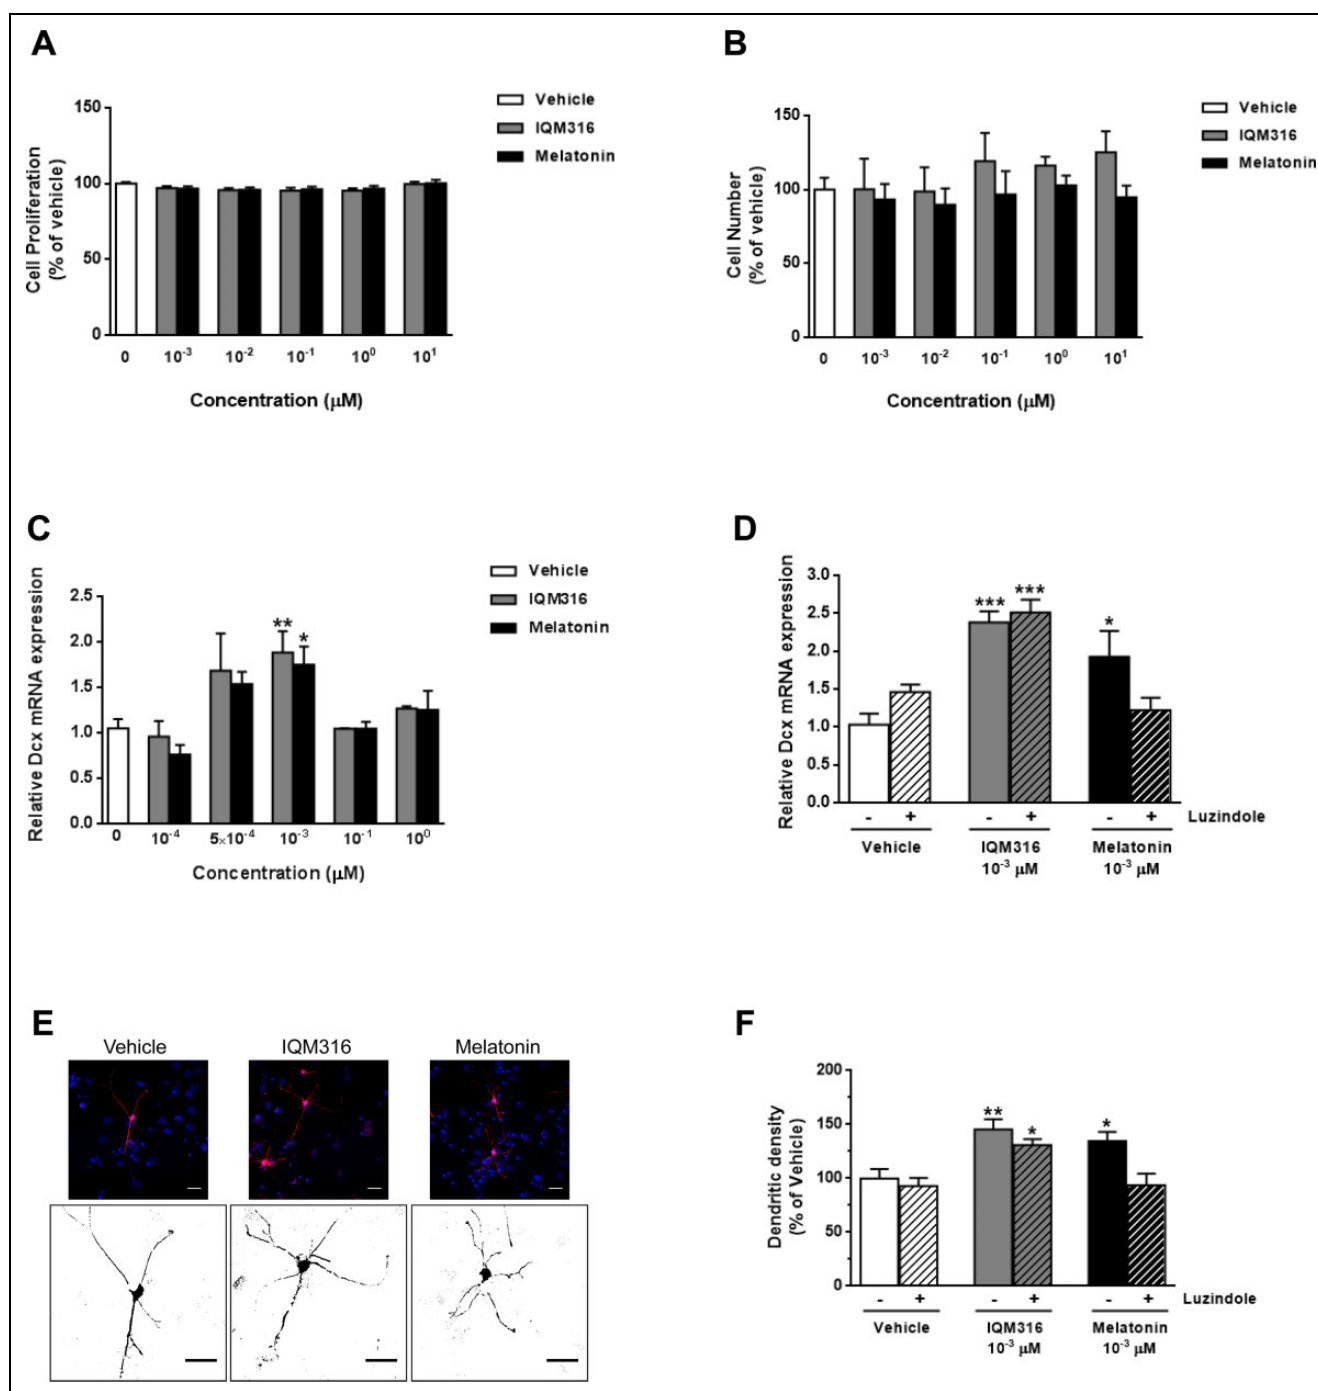 A
Cell Proliferation
(% of vehicle)
150
100
50
0
0 10⁻³ 10⁻² 10⁻¹ 10⁰ 10¹
Concentration (µM)
Vehicle
IQM316
Melatonin
B
Cell Number
(% of vehicle)
150
100
50
0
0 10⁻³ 10⁻² 10⁻¹ 10⁰ 10¹
Concentration (µM)
Vehicle
IQM316
Melatonin
C
Relative Dcx mRNA expression
2.5
2.0
1.5
1.0
0.5
0.0
** *
0 10⁻⁴ 5×10⁻⁴ 10⁻³ 10⁻¹ 10⁰
Concentration (µM)
Vehicle
IQM316
Melatonin
D
Relative Dcx mRNA expression
3.0
2.5
2.0
1.5
1.0
0.5
0.0
*** *** *
- + - + - + Luzindole
Vehicle IQM316 Melatonin
10⁻³ µM 10⁻³ µM
E
Vehicle IQM316 Melatonin
F
Dendritic density
(% of Vehicle)
200
150
100
50
0
** * *
- + - + - + Luzindole
Vehicle IQM316 Melatonin
10⁻³ µM 10⁻³ µM